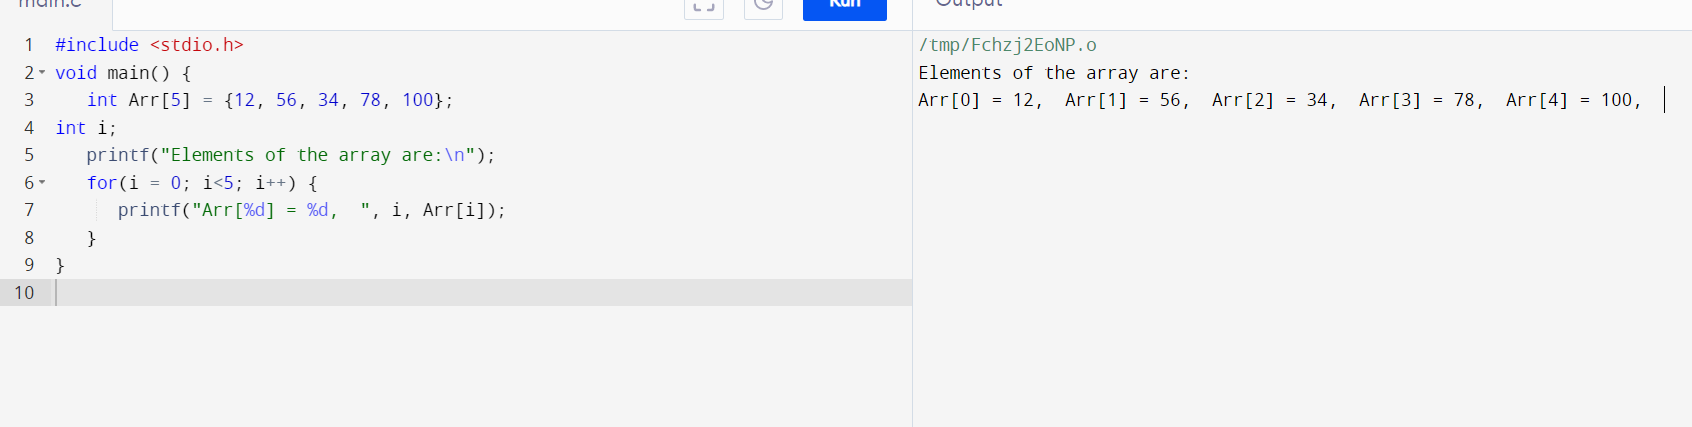 main.c
Run
Output
1 #include <stdio.h>
2 void main() {
3    int Arr[5] = {12, 56, 34, 78, 100};
4 int i;
5    printf("Elements of the array are:\n");
6    for(i = 0; i<5; i++) {
7       printf("Arr[%d] = %d,  ", i, Arr[i]);
8    }
9 }
10
/tmp/Fchzj2EoNP.o
Elements of the array are:
Arr[0] = 12,  Arr[1] = 56,  Arr[2] = 34,  Arr[3] = 78,  Arr[4] = 100,